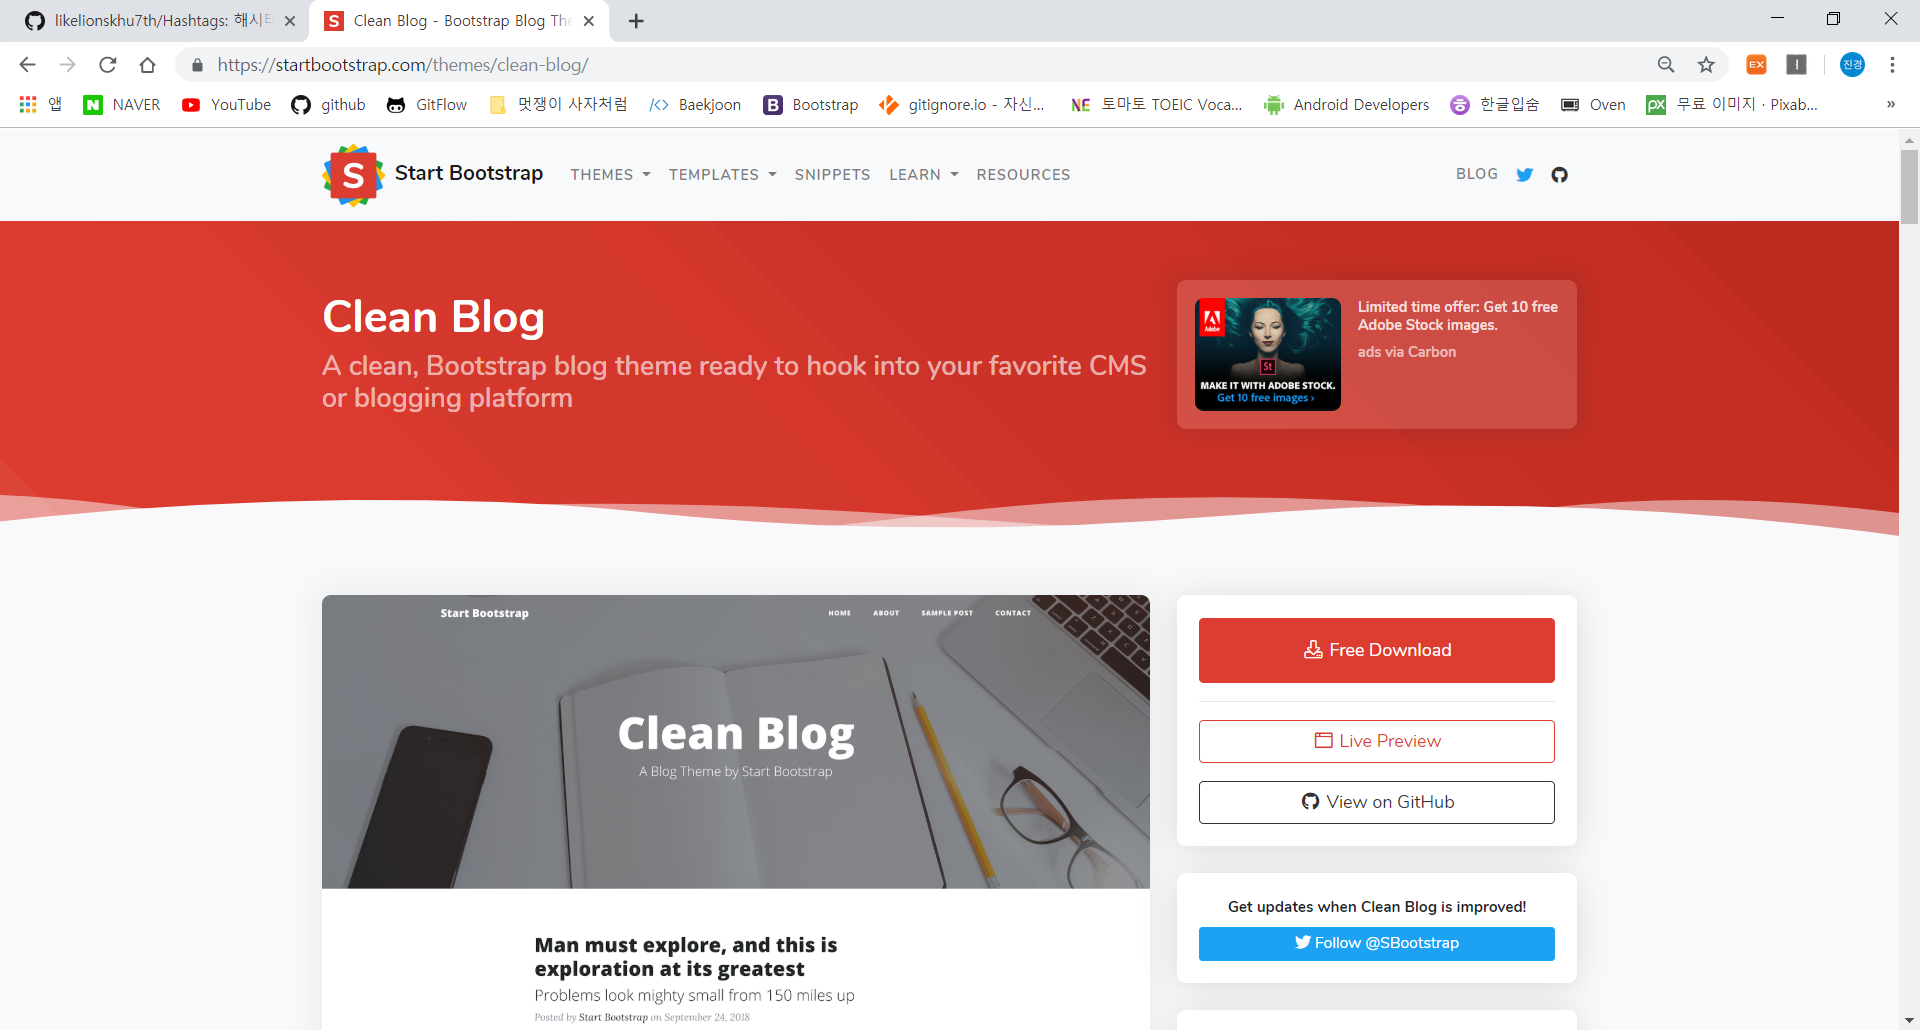 likelionskhu7th/Hashtags: 해시
Clean Blog - Bootstrap Blog The
https://startbootstrap.com/themes/clean-blog/
EX
진경
앱
NAVER
YouTube
github
GitFlow
멋쟁이 사자처럼
Baekjoon
Bootstrap
gitignore.io - 자신...
토마토 TOEIC Voca...
Android Developers
한글입숨
Oven
무료 이미지 · Pixab...
»
S
Start Bootstrap
THEMES
TEMPLATES
SNIPPETS
LEARN
RESOURCES
BLOG
Clean Blog
A clean, Bootstrap blog theme ready to hook into your favorite CMS
or blogging platform
Adobe
St
MAKE IT WITH ADOBE STOCK.
Get 10 free images ›
Limited time offer: Get 10 free
Adobe Stock images.
ads via Carbon
Start Bootstrap
HOME
ABOUT
SAMPLE POST
CONTACT
Clean Blog
A Blog Theme by Start Bootstrap
Man must explore, and this is
exploration at its greatest
Problems look mighty small from 150 miles up
Posted by Start Bootstrap on September 24, 2018
Free Download
Live Preview
View on GitHub
Get updates when Clean Blog is improved!
Follow @SBootstrap